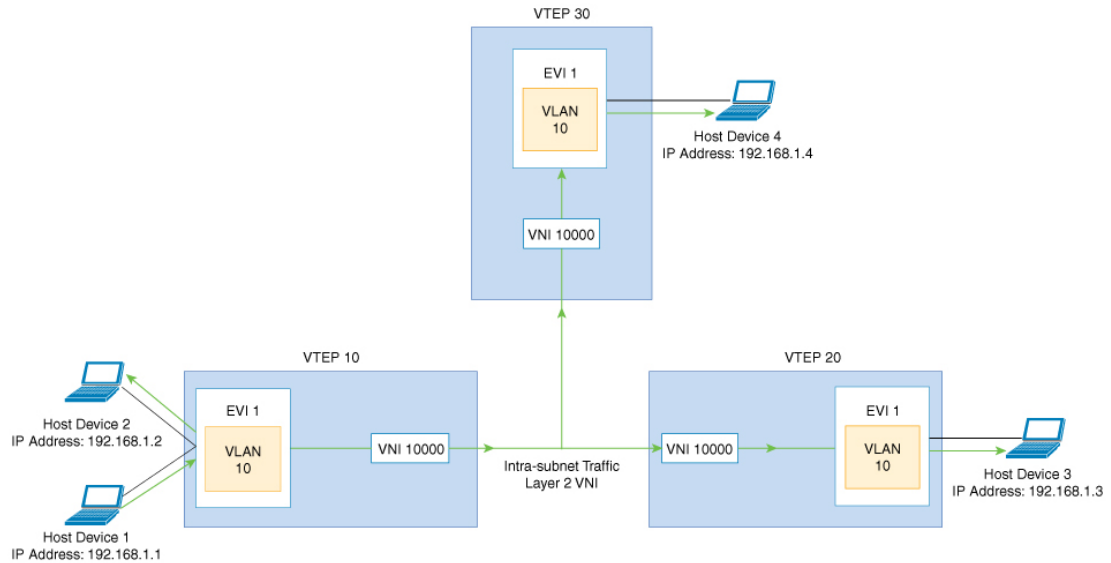 VTEP 30
EVI 1
VLAN
10
Host Device 4
IP Address: 192.168.1.4
VNI 10000
VTEP 10
VTEP 20
Host Device 2
IP Address: 192.168.1.2
EVI 1
VLAN
10
VNI 10000
Intra-subnet Traffic
Layer 2 VNI
VNI 10000
EVI 1
VLAN
10
Host Device 3
IP Address: 192.168.1.3
Host Device 1
IP Address: 192.168.1.1